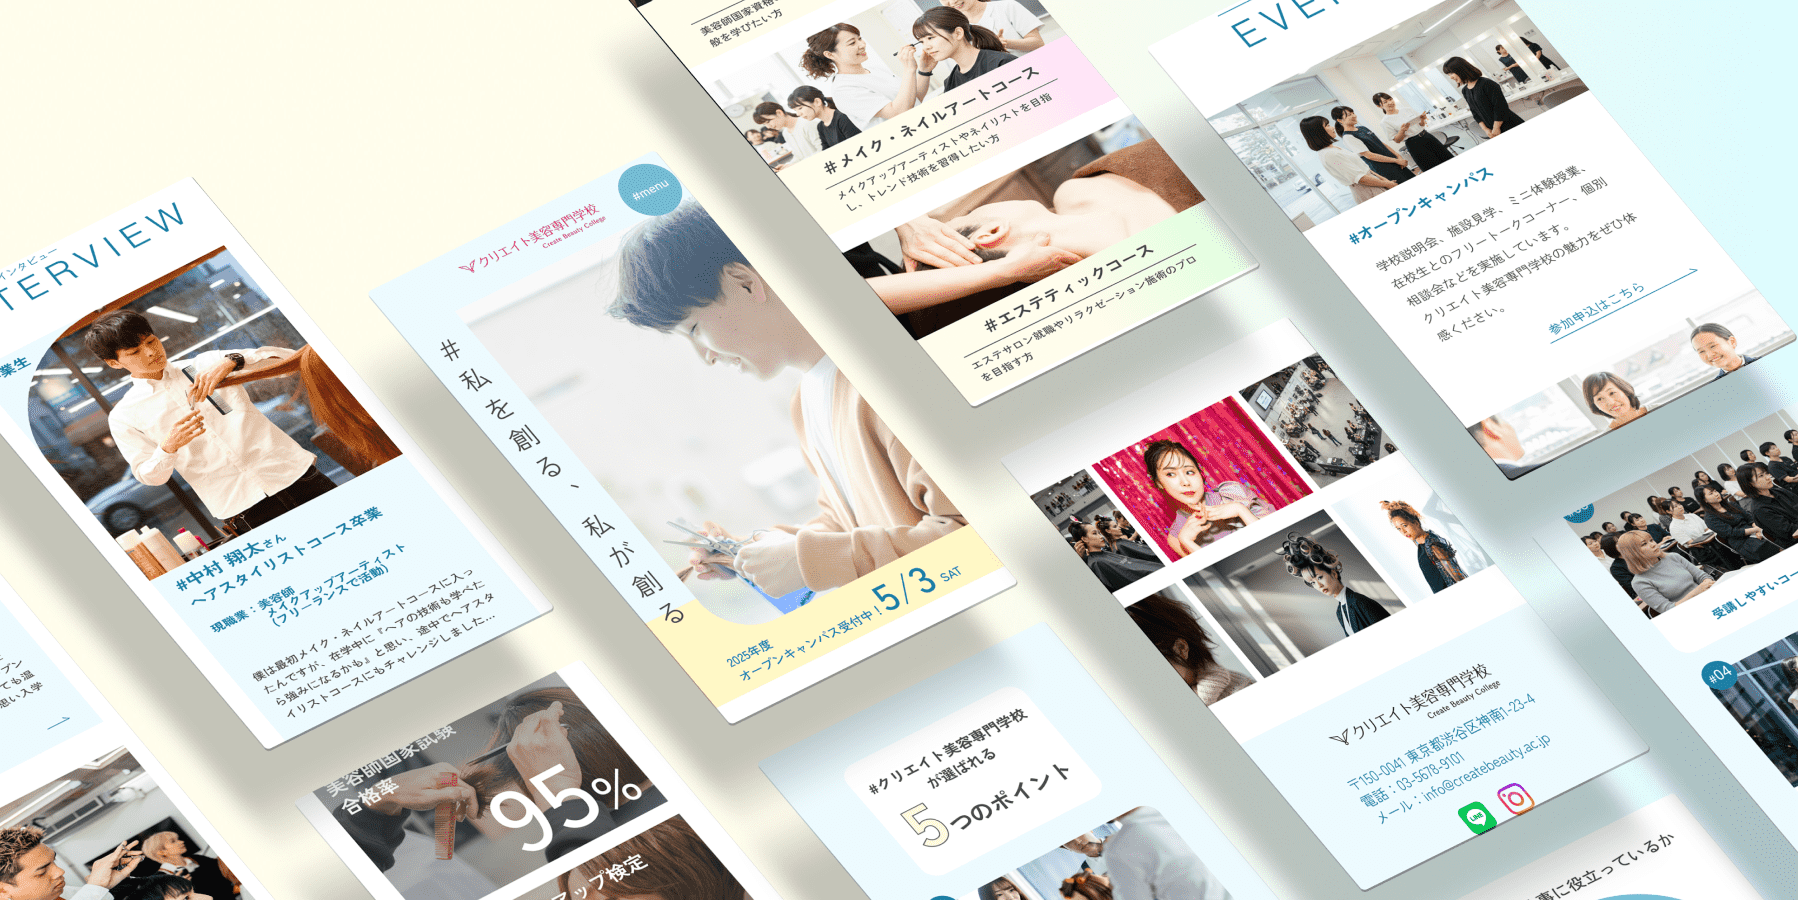 インタビュー
TERVIEW
業生
#中村 翔太さん
ヘアスタイリストコース卒業
現職業：美容師
メイクアップアーティスト
（フリーランスで活動）
僕は最初メイク・ネイルアートコースに入っ
たんですが、在学中に『ヘアの技術も学べた
ら強みになるかも』と思い、途中でヘアスタ
イリストコースにもチャレンジしました…
美容師国家試験
合格率
95%
アップ検定
#menu
クリエイト美容専門学校
Create Beauty College
#私を創る、私が創る
2025年度
オープンキャンパス受付中！
5/3 SAT
美容師国家資格
般を学びたい方
#メイク・ネイルアートコース
メイクアップアーティストやネイリストを目指
し、トレンド技術を習得したい方
#エステティックコース
エステサロン就職やリラクゼーション施術のプロ
を目指す方
#クリエイト美容専門学校
が選ばれる
5つのポイント
EVE
#オープンキャンパス
学校説明会、施設見学、ミニ体験授業、
在校生とのフリートークコーナー、個別
相談会などを実施しています。
クリエイト美容専門学校の魅力をぜひ体
感ください。
参加申込はこちら
クリエイト美容専門学校
Create Beauty College
〒150-0041 東京都渋谷区神南1-23-4
電話：03-5678-9101
メール：info@createbeauty.ac.jp
LINE
受講しやすいコー
#04
事に役立っているか